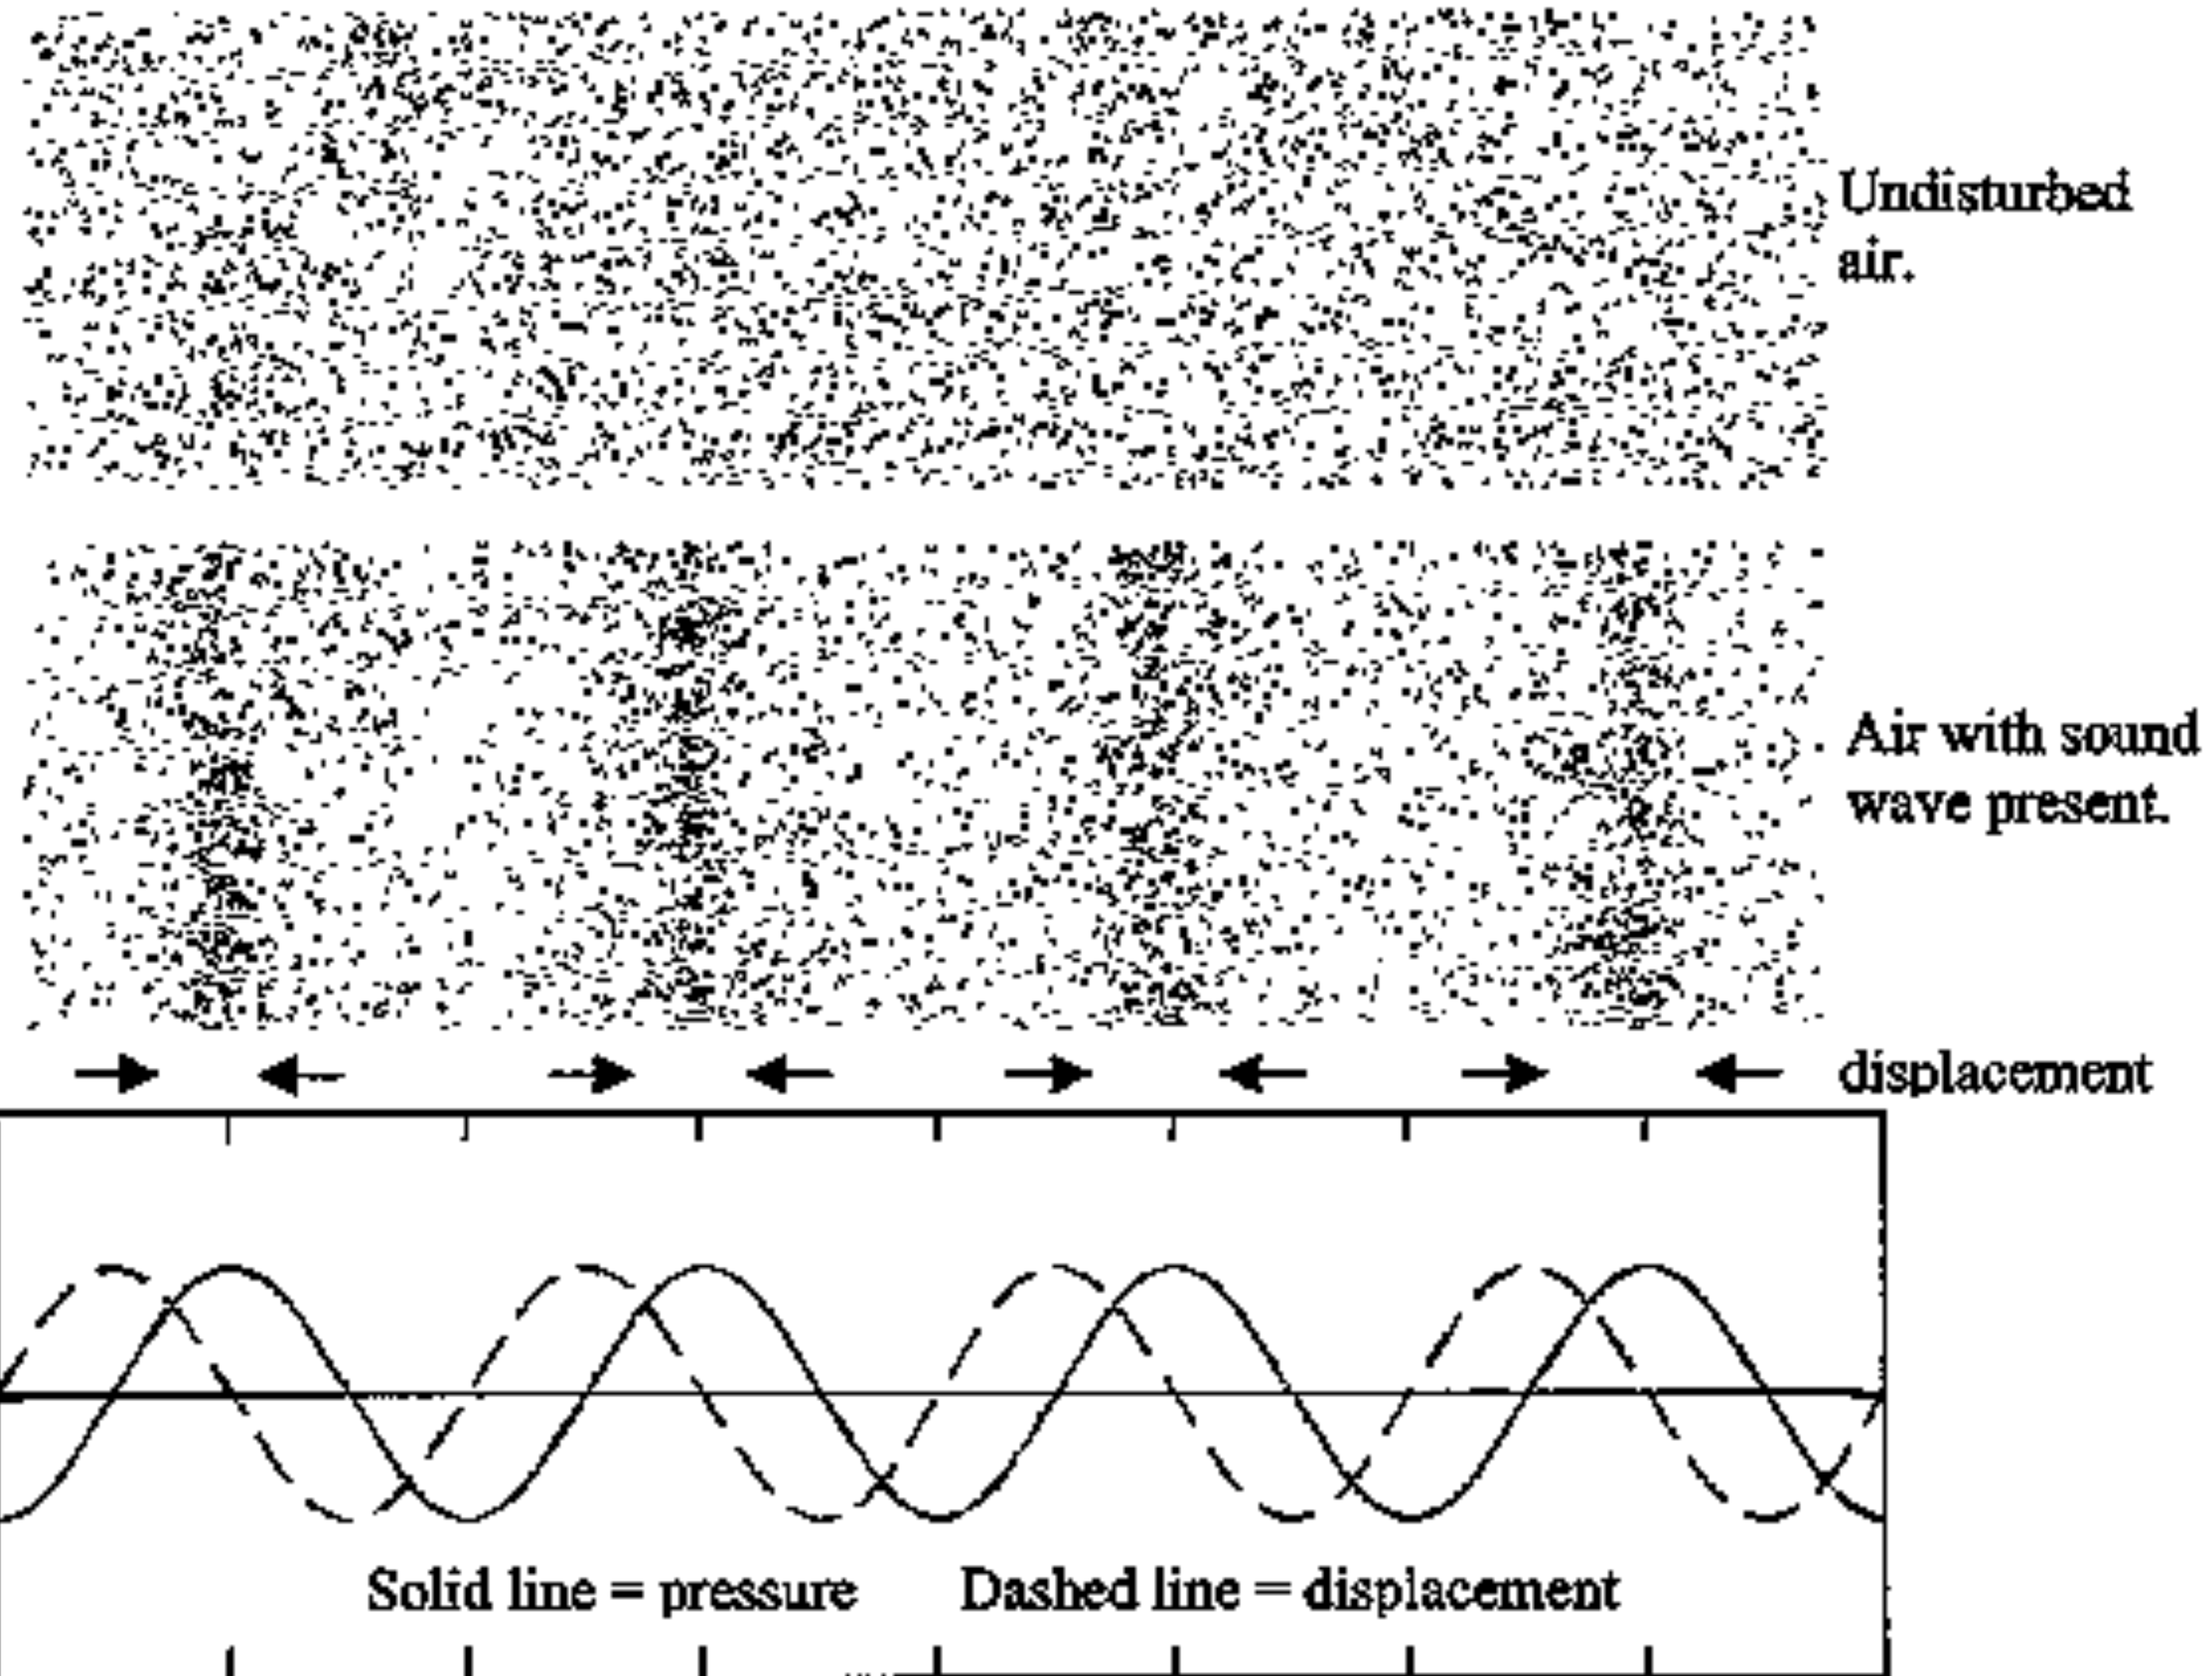 Undisturbed
air.
Air with sound
wave present.
displacement
Solid line = pressure Dashed line = displacement